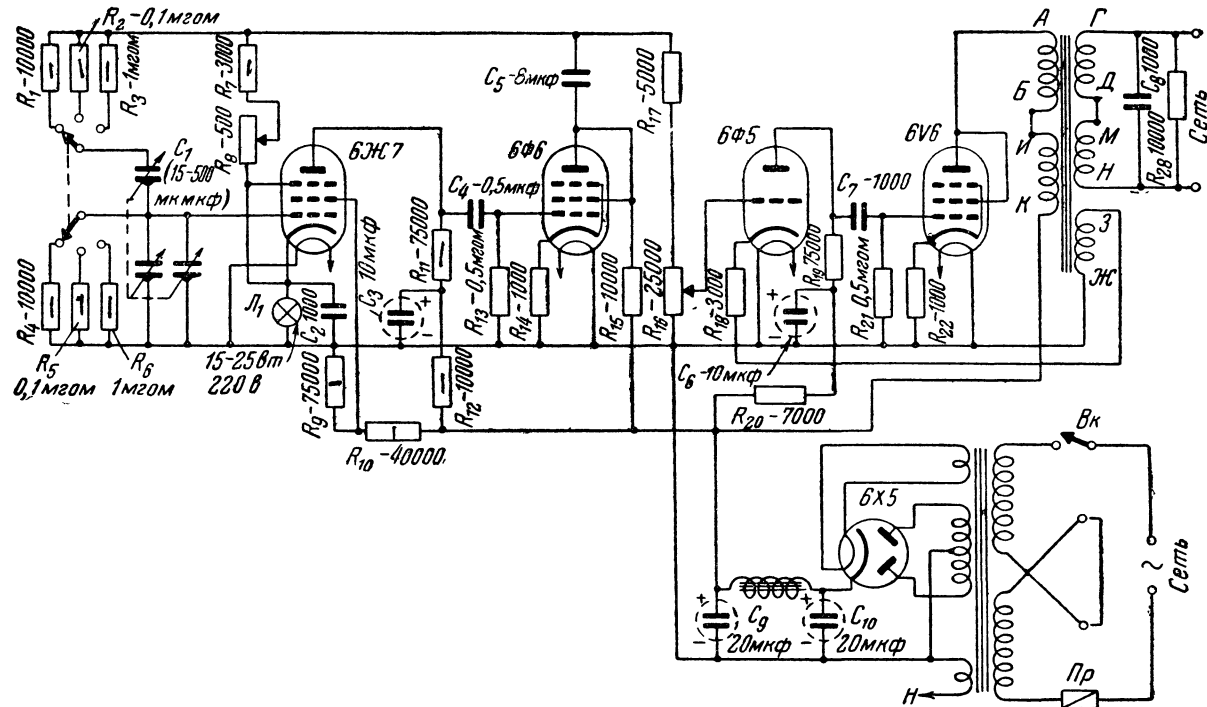 R₁-10000
R₂-0,1мгом
R₃-1мгом
R₇-3000
R₈-500
C₁
(15-500
мкмкф)
6Ж7
6Ф6
6Ф5
6V6
C₅-8мкф
R₁₇-5000
C₄-0,5мкф
C₇-1000
А
Б
И
К
Г
Д
М
Н
З
Ж
C₈-1000
R₂₈-10000
Сеть
R₄-10000
R₅
0,1мгом
R₆
1мгом
Л₁
15-25вт
220 в
C₂-1000
10мкф
C₃
+
-
R₉-75000
R₁₀-40000
R₁₁-75000
R₁₂-10000
R₁₃-0,5мгом
R₁₄-1000
R₁₅-10000
R₁₆-25000
R₁₈-3000
R₁₉-75000
+
-
C₆-10мкф
R₂₀-7000
R₂₁-0,5мгом
R₂₂-1000
6Х5
Вк
~
Сеть
+
-
C₉
20мкф
+
-
C₁₀
20мкф
Н
Пр